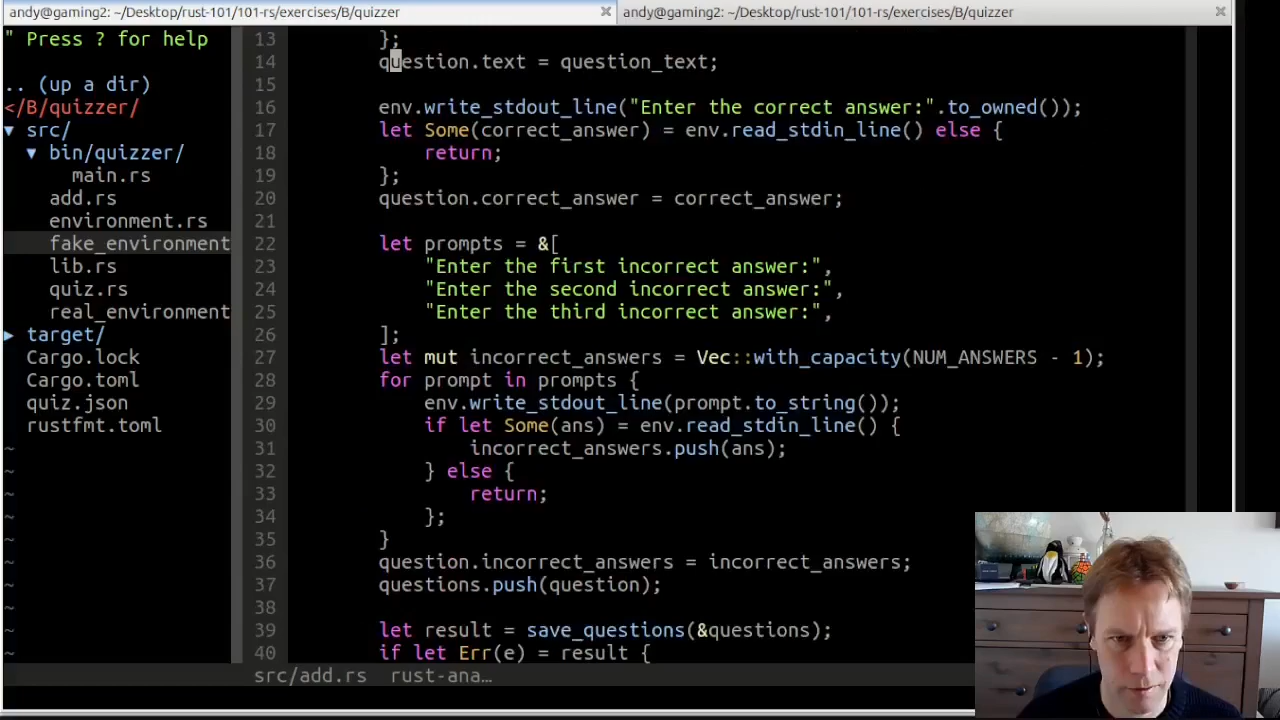 andy@gaming2: ~/Desktop/rust-101/101-rs/exercises/B/quizzer
andy@gaming2: ~/Desktop/rust-101/101-rs/exercises/B/quizzer
" Press ? for help
.. (up a dir)
</B/quizzer/
▼ src/
▼ bin/quizzer/
main.rs
add.rs
environment.rs
fake_environment
lib.rs
quiz.rs
real_environment
▶ target/
Cargo.lock
Cargo.toml
quiz.json
rustfmt.toml
~
~
~
~
~
~
~
~
~
~
13 };
14 question.text = question_text;
15
16 env.write_stdout_line("Enter the correct answer:".to_owned());
17 let Some(correct_answer) = env.read_stdin_line() else {
18 return;
19 };
20 question.correct_answer = correct_answer;
21
22 let prompts = &[
23 "Enter the first incorrect answer:",
24 "Enter the second incorrect answer:",
25 "Enter the third incorrect answer:",
26 ];
27 let mut incorrect_answers = Vec::with_capacity(NUM_ANSWERS - 1);
28 for prompt in prompts {
29 env.write_stdout_line(prompt.to_string());
30 if let Some(ans) = env.read_stdin_line() {
31 incorrect_answers.push(ans);
32 } else {
33 return;
34 };
35 }
36 question.incorrect_answers = incorrect_answers;
37 questions.push(question);
38
39 let result = save_questions(&questions);
40 if let Err(e) = result {
src/add.rs rust-ana…